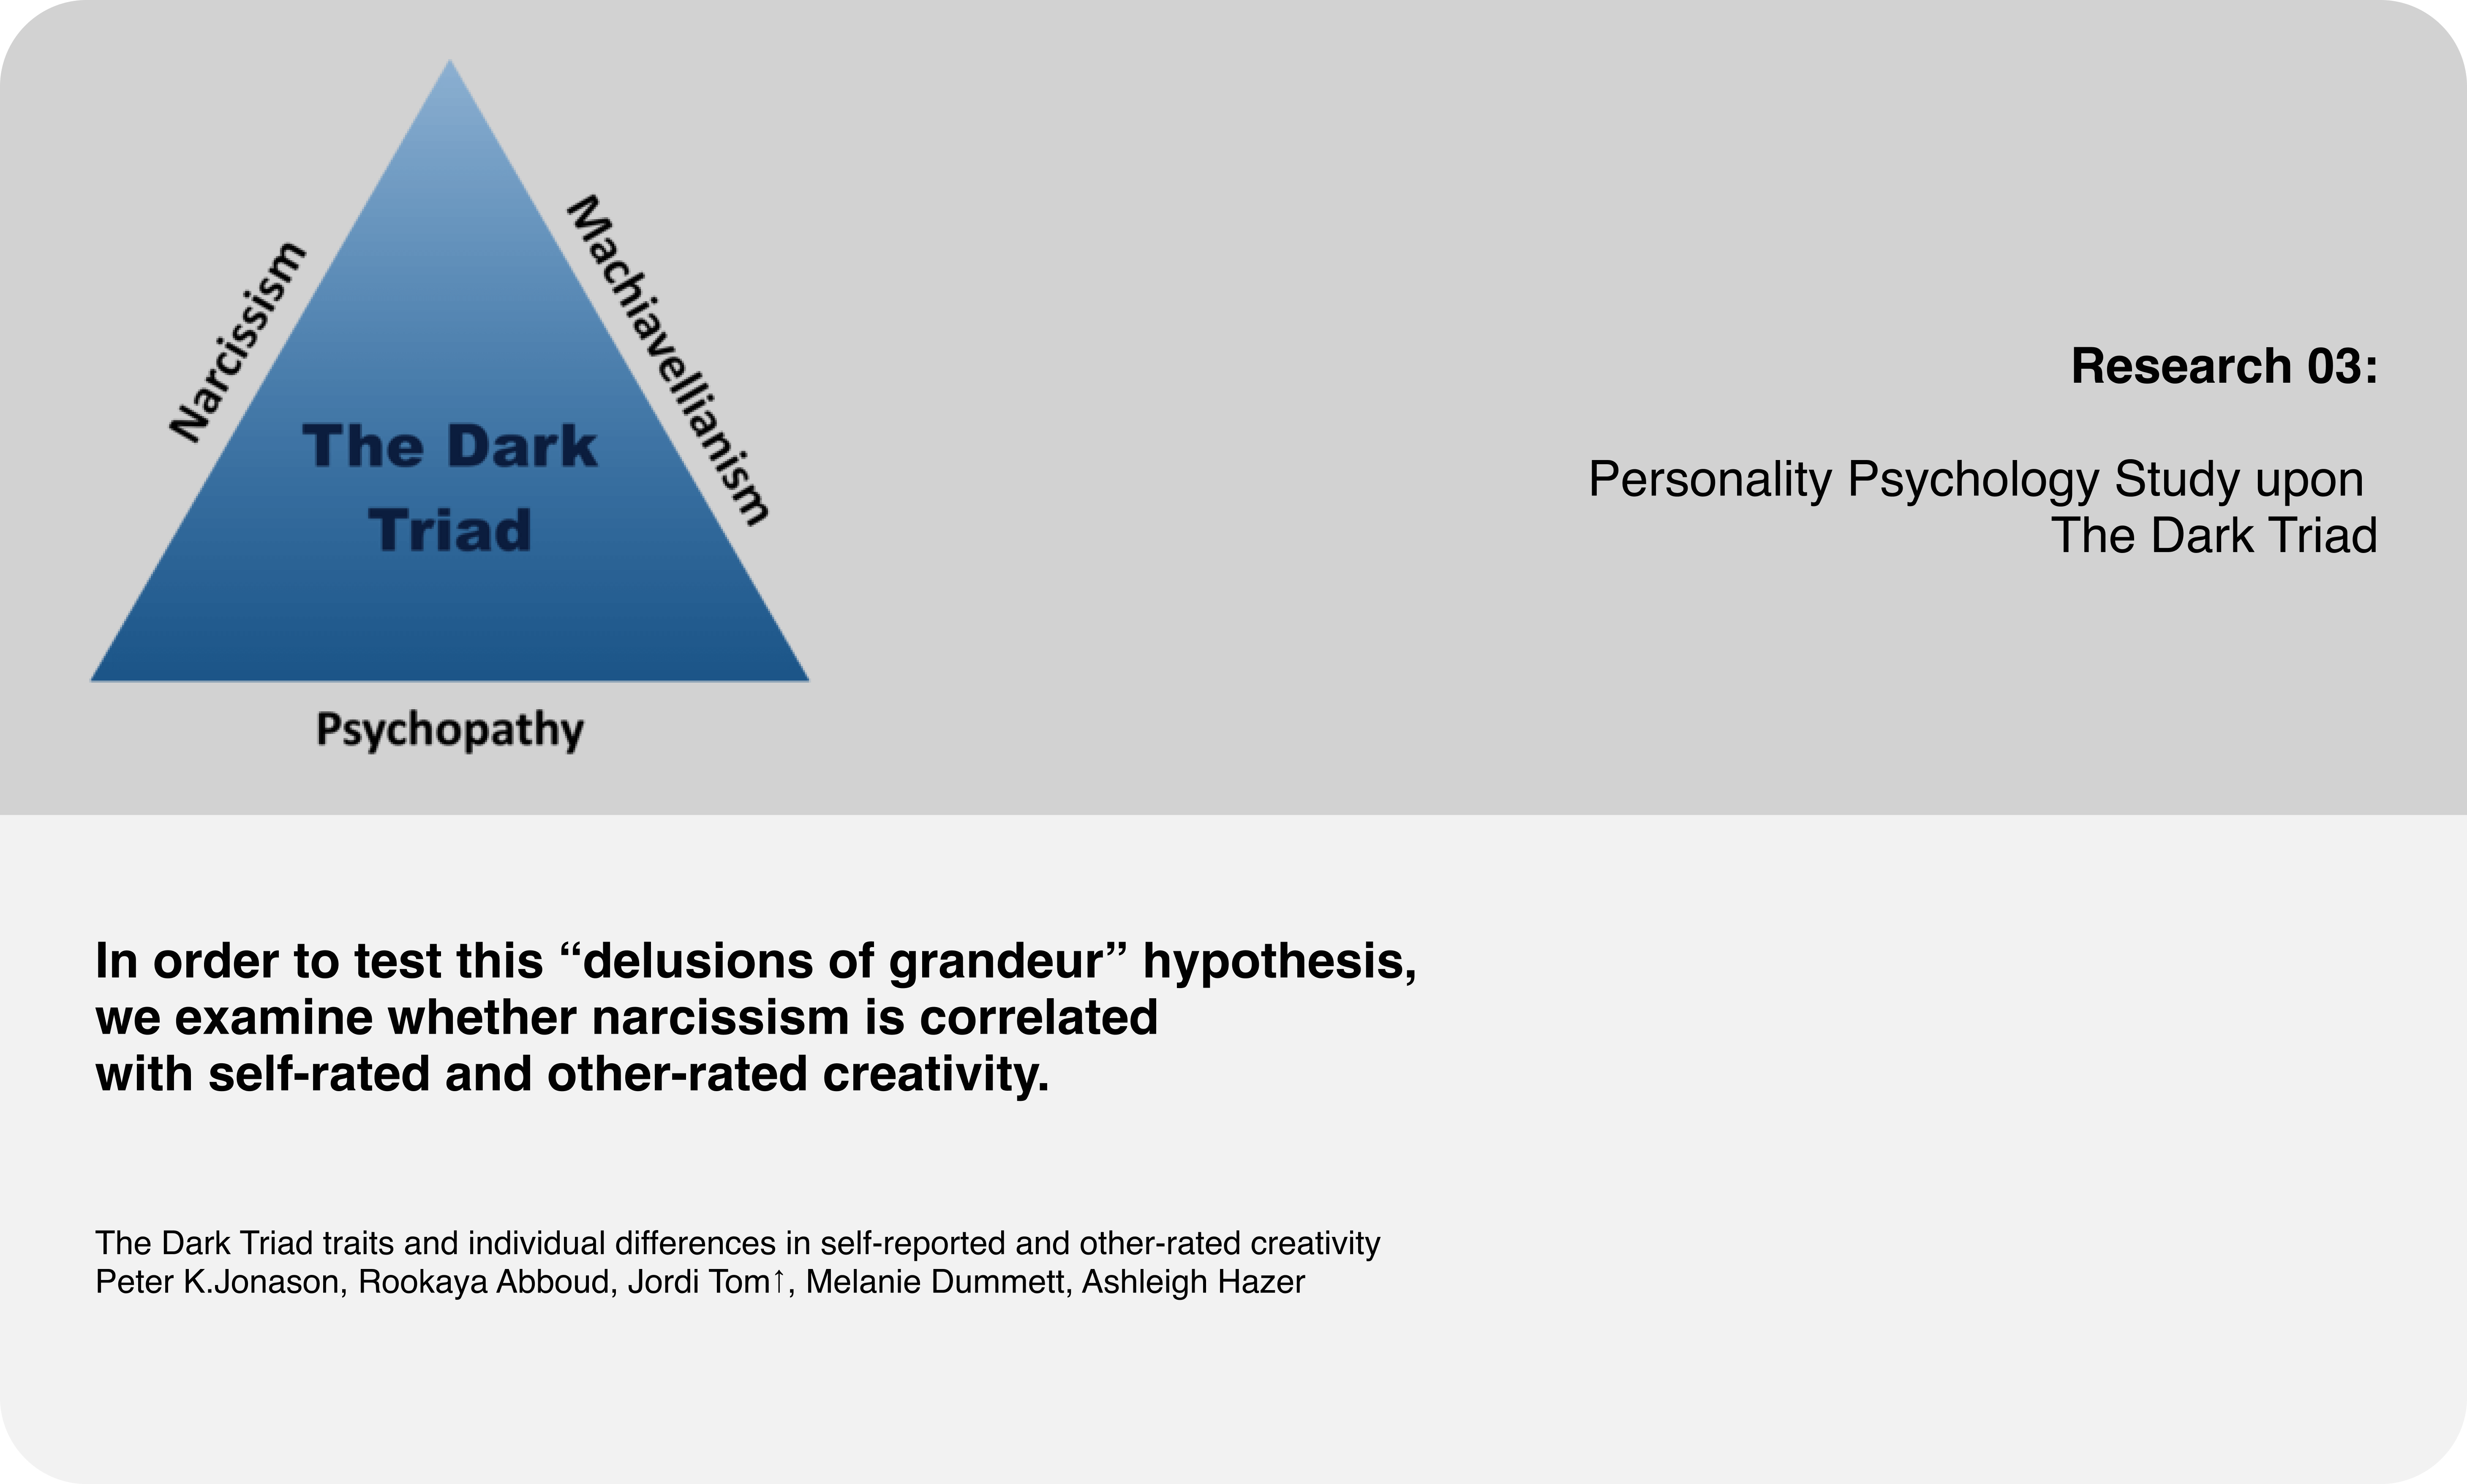 Narcissism
Machiavellianism
The Dark
Triad
Psychopathy
Research 03:
Personality Psychology Study upon
The Dark Triad
In order to test this “delusions of grandeur” hypothesis,
we examine whether narcissism is correlated
with self-rated and other-rated creativity.
The Dark Triad traits and individual differences in self-reported and other-rated creativity
Peter K.Jonason, Rookaya Abboud, Jordi Tom↑, Melanie Dummett, Ashleigh Hazer